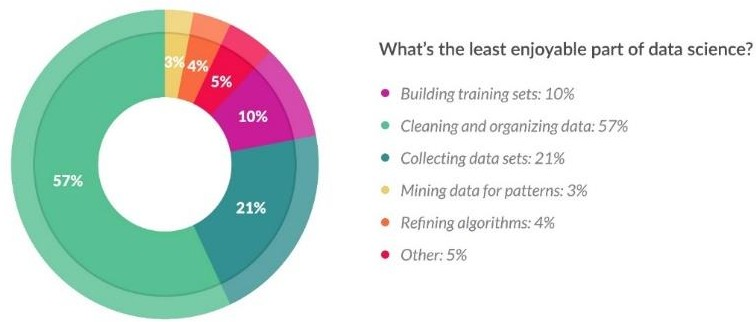 3%
4%
5%
10%
21%
57%
What's the least enjoyable part of data science?
Building training sets: 10%
Cleaning and organizing data: 57%
Collecting data sets: 21%
Mining data for patterns: 3%
Refining algorithms: 4%
Other: 5%